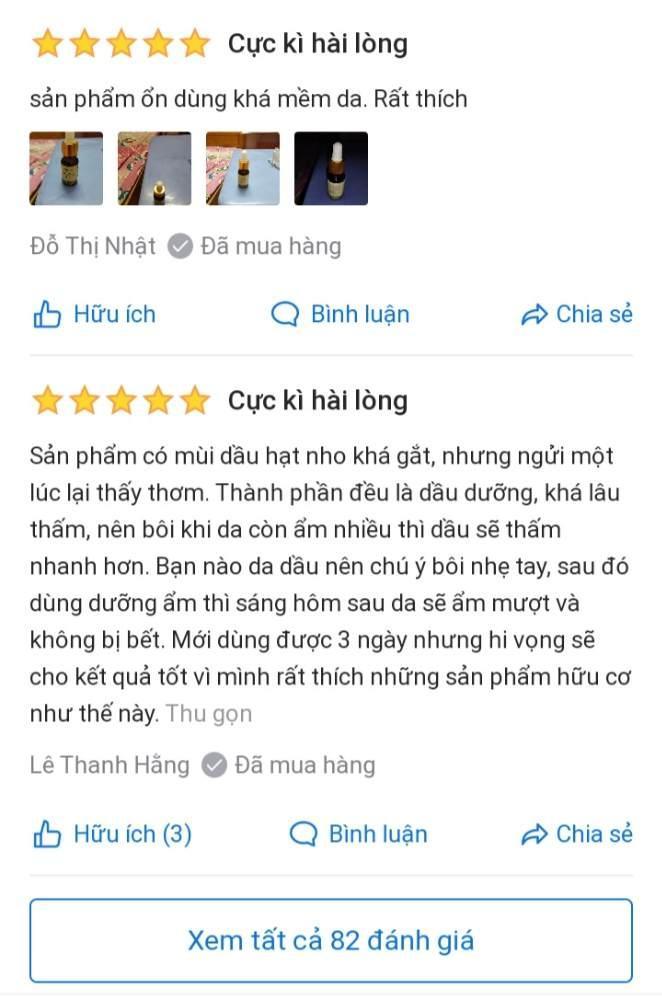 Cực kì hài lòng
sản phẩm ổn dùng khá mềm da. Rất thích
Đỗ Thị Nhật Đã mua hàng
Hữu ích Bình luận Chia sẻ
Cực kì hài lòng
Sản phẩm có mùi dầu hạt nho khá gắt, nhưng ngửi một
lúc lại thấy thơm. Thành phần đều là dầu dưỡng, khá lâu
thấm, nên bôi khi da còn ẩm nhiều thì dầu sẽ thấm
nhanh hơn. Bạn nào da dầu nên chú ý bôi nhẹ tay, sau đó
dùng dưỡng ẩm thì sáng hôm sau da sẽ ẩm mượt và
không bị bết. Mới dùng được 3 ngày nhưng hi vọng sẽ
cho kết quả tốt vì mình rất thích những sản phẩm hữu cơ
như thế này. Thu gọn
Lê Thanh Hằng Đã mua hàng
Hữu ích (3) Bình luận Chia sẻ
Xem tất cả 82 đánh giá